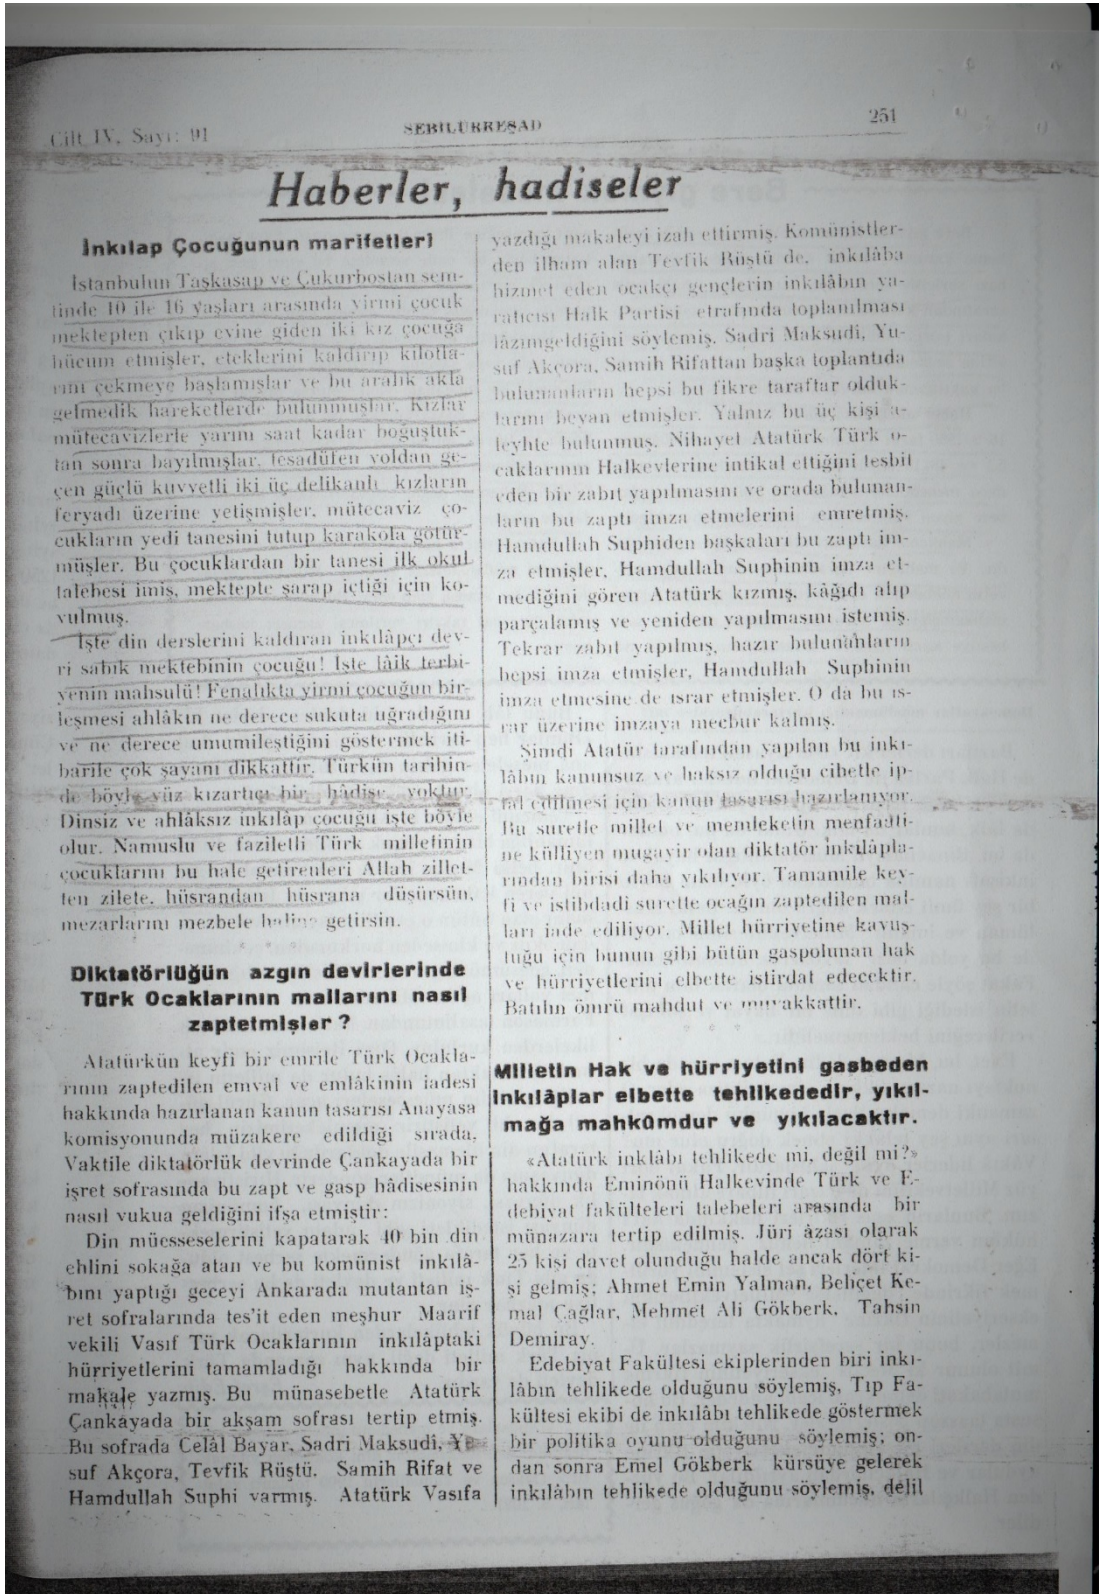 Cilt IV, Sayı: 91
SEBİLÜRREŞAD
251
Haberler, hadiseler
İnkılap Çocuğunun marifetleri
İstanbulun Taşkasap ve Çukurbostan sem-
tinde 10 ile 16 yaşları arasında yirmi çocuk
mektepten çıkıp evine giden iki kız çocuğa
hücum etmişler, eteklerini kaldırıp kilotla-
rını çekmeye başlamışlar ve bu aralık akla
gelmedik hareketlerde bulunmuşlar. Kızlar
mütecavizlerle yarım saat kadar boğuştuk-
tan sonra bayılmışlar, tesadüfen yoldan ge-
çen güçlü kuvvetli iki üç delikanlı kızların
feryadı üzerine yetişmişler, mütecaviz ço-
cukların yedi tanesini tutup karakola götür-
müşler. Bu çocuklardan bir tanesi ilk okul
talebesi imiş, mektepte şarap içtiği için ko-
vulmuş.
İşte din derslerini kaldıran inkılâpçı dev-
ri sabık mektebinin çocuğu! İşte lâik terbi-
yenin mahsulü! Fenalıkta yirmi çocuğun bir-
leşmesi ahlâkın ne derece sukuta uğradığını
ve ne derece umumileştiğini göstermek iti-
barile çok şayanı dikkattir. Türkün tarihin-
de böyle yüz kızartıcı bir hâdise yoktur.
Dinsiz ve ahlâksız inkılâp çocuğu işte böyle
olur. Namuslu ve faziletli Türk milletinin
çocuklarını bu hale getirenleri Allah zillet-
ten zilete, hüsrandan hüsrana düşürsün,
mezarlarını mezbele haline getirsin.
Diktatörlüğün azgın devirlerinde
Türk Ocaklarının mallarını nasıl
zaptetmişler ?
Atatürkün keyfî bir emrile Türk Ocakla-
rının zaptedilen emval ve emlâkinin iadesi
hakkında hazırlanan kanun tasarısı Anayasa
komisyonunda müzakere edildiği sırada,
Vaktile diktatörlük devrinde Çankayada bir
işret sofrasında bu zapt ve gasp hâdisesinin
nasıl vukua geldiğini ifşa etmiştir:
Din müesseselerini kapatarak 40 bin din
ehlini sokağa atan ve bu komünist inkılâ-
bını yaptığı geceyi Ankarada mutantan iş-
ret sofralarında tes'it eden meşhur Maarif
vekili Vasıf Türk Ocaklarının inkılâptaki
hürriyetlerini tamamladığı hakkında bir
makale yazmış. Bu münasebetle Atatürk
Çankayada bir akşam sofrası tertip etmiş.
Bu sofrada Celâl Bayar, Sadri Maksudi, Yu-
suf Akçora, Tevfik Rüştü, Samih Rifat ve
Hamdullah Suphi varmış. Atatürk Vasıfa
yazdığı makaleyi izah ettirmiş. Komünistler-
den ilham alan Tevfik Rüştü de, inkılâba
hizmet eden ocakçı gençlerin inkılâbın ya-
ratıcısı Halk Partisi etrafında toplanılması
lâzımgeldiğini söylemiş. Sadri Maksudi, Yu-
suf Akçora, Samih Rifattan başka toplantıda
bulunanların hepsi bu fikre taraftar olduk-
larını beyan etmişler. Yalnız bu üç kişi a-
leyhte bulunmuş. Nihayet Atatürk Türk o-
caklarının Halkevlerine intikal ettiğini tesbit
eden bir zabıt yapılmasını ve orada bulunan-
ların bu zaptı imza etmelerini emretmiş.
Hamdullah Suphiden başkaları bu zaptı im-
za etmişler, Hamdullah Suphinin imza et-
mediğini gören Atatürk kızmış, kâğıdı alıp
parçalamış ve yeniden yapılmasını istemiş.
Tekrar zabıt yapılmış, hazır bulunanların
hepsi imza etmişler, Hamdullah Suphinin
imza etmesine de ısrar etmişler. O da bu ıs-
rar üzerine imzaya mecbur kalmış.
Şimdi Atatür tarafından yapılan bu inkı-
lâbın kanunsuz ve haksız olduğu cihetle ip-
tal edilmesi için kanun tasarısı hazırlanıyor.
Bu suretle millet ve memleketin menfaati-
ne külliyen mugayir olan diktatör inkılâpla-
rından birisi daha yıkılıyor. Tamamile key-
fi ve istibdadi surette ocağın zaptedilen mal-
ları iade ediliyor. Millet hürriyetine kavuş-
tuğu için bunun gibi bütün gaspolunan hak
ve hürriyetlerini elbette istirdat edecektir.
Batılın ömrü mahdut ve muvakkattir.
Milletin Hak ve hürriyetini gasbeden
inkılâplar elbette tehlikededir, yıkıl-
mağa mahkûmdur ve yıkılacaktır.
«Atatürk inklâbı tehlikede mi, değil mi?»
hakkında Eminönü Halkevinde Türk ve E-
debiyat fakülteleri talebeleri arasında bir
münazara tertip edilmiş. Jüri âzası olarak
25 kişi davet olunduğu halde ancak dört ki-
şi gelmiş; Ahmet Emin Yalman, Behçet Ke-
mal Çağlar, Mehmet Ali Gökberk, Tahsin
Demiray.
Edebiyat Fakültesi ekiplerinden biri inkı-
lâbın tehlikede olduğunu söylemiş, Tıp Fa-
kültesi ekibi de inkılâbı tehlikede göstermek
bir politika oyunu olduğunu söylemiş; on-
dan sonra Emel Gökberk kürsüye gelerek
inkılâbın tehlikede olduğunu söylemiş, delil